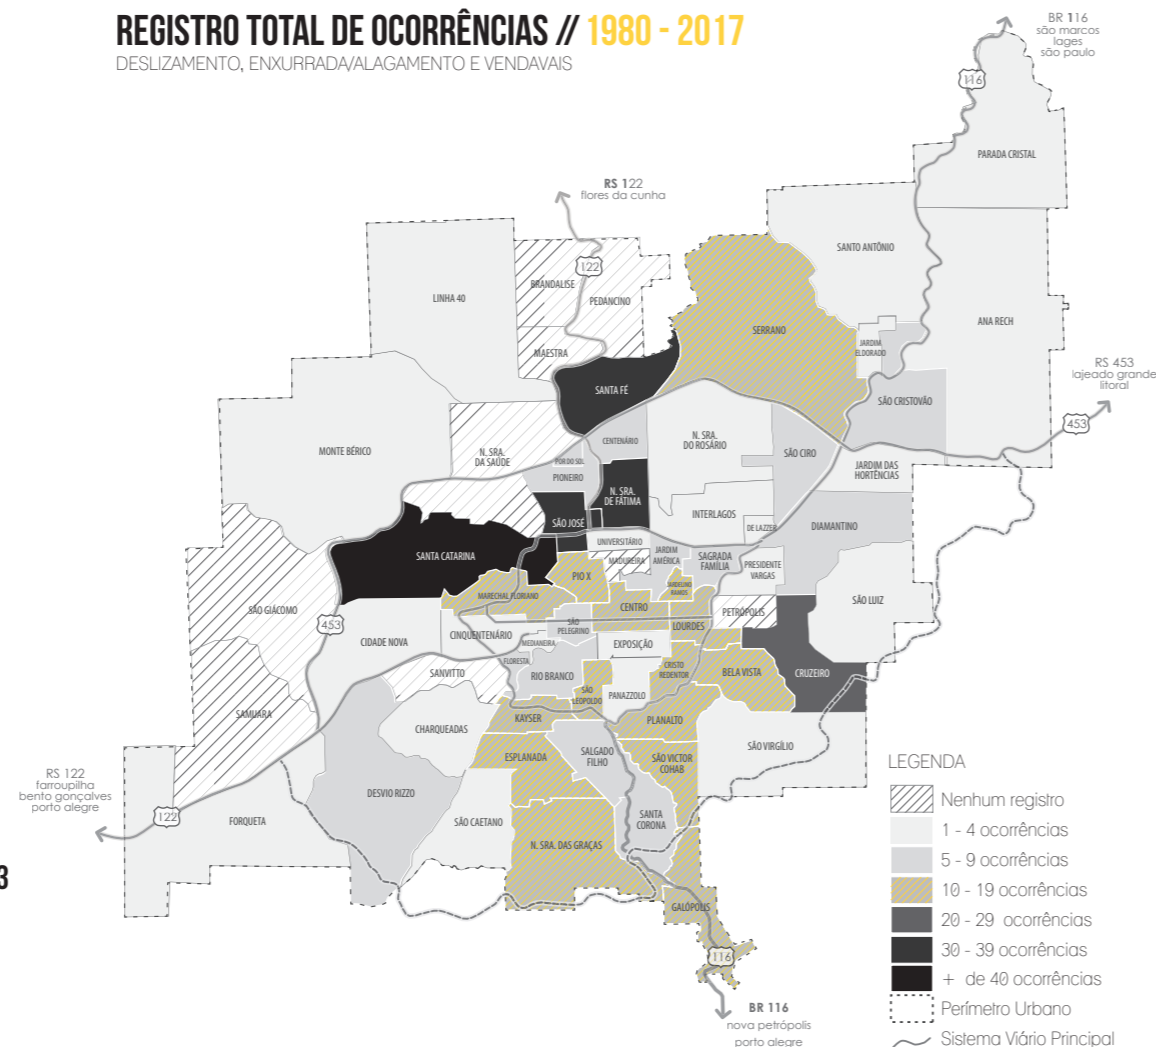 REGISTRO TOTAL DE OCORRÊNCIAS // 1980 - 2017
DESLIZAMENTO, ENXURRADA/ALAGAMENTO E VENDAVAIS
BR 116
são marcos
lages
são paulo
116
PARADA CRISTAL
RS 122
flores da cunha
122
SANTO ANTÔNIO
LINHA 40
BRANDALISE
PEDANCINO
SERRANO
ANA RECH
MAESTRA
JARDIM
ELDORADO
RS 453
lajeado grande
litoral
SANTA FÉ
SÃO CRISTOVÃO
453
CENTENÁRIO
N. SRA.
DO ROSÁRIO
MONTE BÉRICO
N. SRA.
DA SAÚDE
SÃO CIRO
POR DO SOL
PIONEIRO
JARDIM DAS
HORTÊNCIAS
N. SRA.
DE FÁTIMA
SÃO JOSÉ
INTERLAGOS
DE LAZZER
DIAMANTINO
UNIVERSITÁRIO
SANTA CATARINA
MADUREIRA
JARDIM
AMÉRICA
SAGRADA
FAMÍLIA
PRESIDENTE
VARGAS
PIO X
JARDELINO
RAMOS
MARECHAL FLORIANO
SÃO LUIZ
SÃO GIÁCOMO
CENTRO
PETRÓPOLIS
453
SÃO
PELEGRINO
LOURDES
CIDADE NOVA
CINQUENTENÁRIO
MEDIANEIRA
EXPOSIÇÃO
FLORESTA
RIO BRANCO
CRISTO
REDENTOR
BELA VISTA
CRUZEIRO
SANVITTO
SÃO
LEOPOLDO
PANAZZOLO
SAMUARA
KAYSER
PLANALTO
CHARQUEADAS
SÃO VIRGÍLIO
ESPLANADA
SALGADO
FILHO
SÃO VICTOR
COHAB
RS 122
farroupilha
bento gonçalves
porto alegre
122
DESVIO RIZZO
FORQUETA
SÃO CAETANO
SANTA
CORONA
N. SRA. DAS GRAÇAS
3
GALÓPOLIS
116
BR 116
nova petrópolis
porto alegre
LEGENDA
Nenhum registro
1 - 4 ocorrências
5 - 9 ocorrências
10 - 19 ocorrências
20 - 29 ocorrências
30 - 39 ocorrências
+ de 40 ocorrências
Perímetro Urbano
Sistema Viário Principal